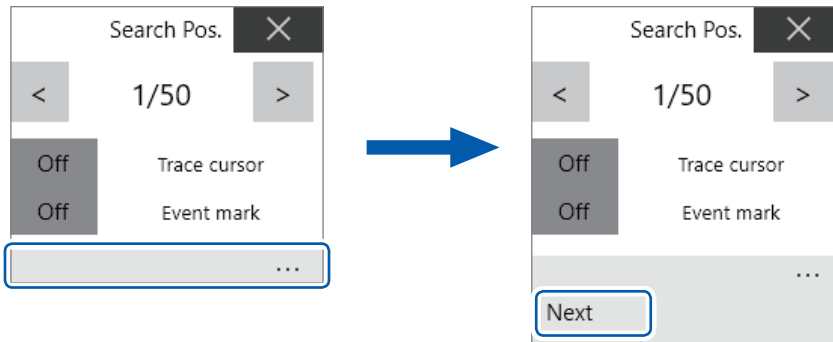 Search Pos.
< 1/50 >
Off Trace cursor
Off Event mark
...
Search Pos.
< 1/50 >
Off Trace cursor
Off Event mark
...
Next